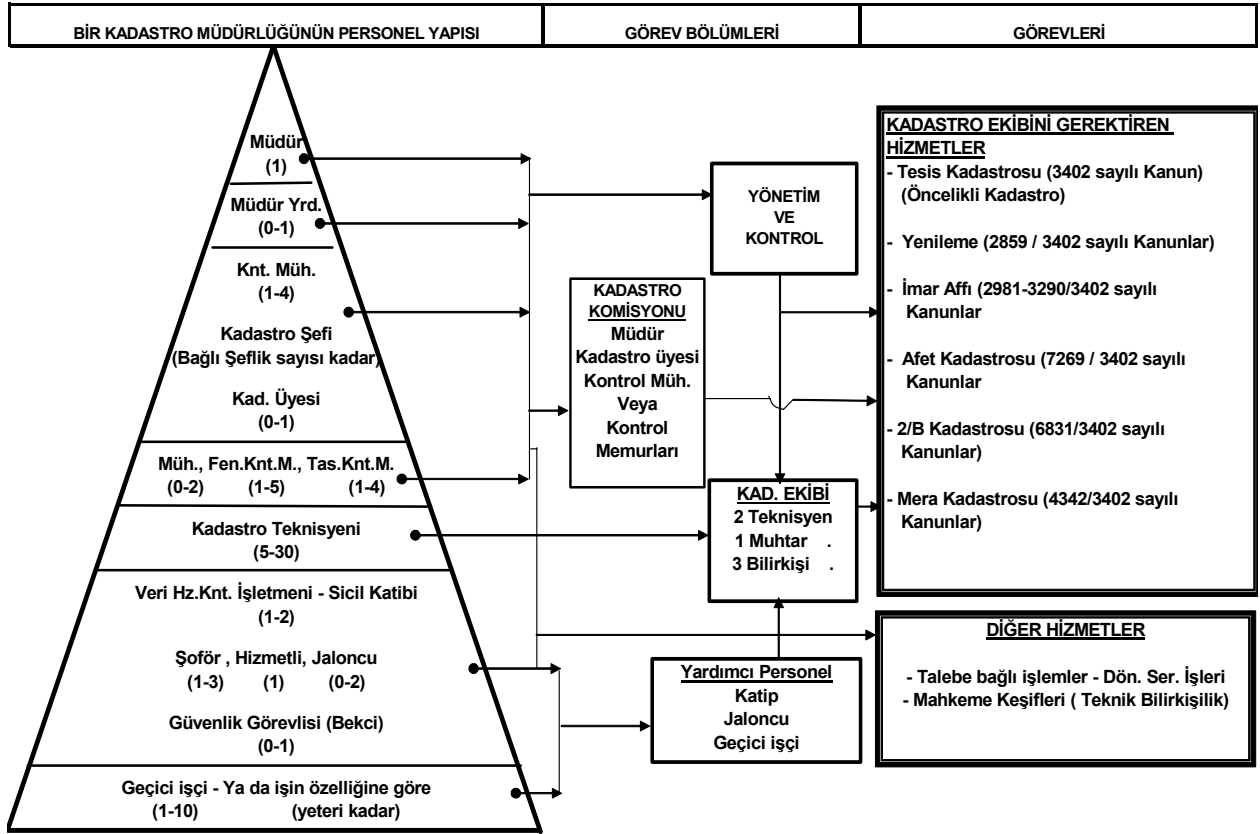 BİR KADASTRO MÜDÜRLÜĞÜNÜN PERSONEL YAPISI
GÖREV BÖLÜMLERİ
GÖREVLERİ
Müdür
(1)
Müdür Yrd.
(0-1)
Knt. Müh.
(1-4)
Kadastro Şefi
(Bağlı Şeflik sayısı kadar)
Kad. Üyesi
(0-1)
Müh., Fen.Knt.M., Tas.Knt.M.
(0-2) (1-5) (1-4)
Kadastro Teknisyeni
(5-30)
Veri Hz.Knt. İşletmeni - Sicil Katibi
(1-2)
Şoför , Hizmetli, Jaloncu
(1-3) (1) (0-2)
Güvenlik Görevlisi (Bekci)
(0-1)
Geçici işçi - Ya da işin özelliğine göre
(1-10) (yeteri kadar)
YÖNETİM
VE
KONTROL
KADASTRO
KOMİSYONU
Müdür
Kadastro üyesi
Kontrol Müh.
Veya
Kontrol
Memurları
KAD. EKİBİ
2 Teknisyen
1 Muhtar .
3 Bilirkişi .
Yardımcı Personel
Katip
Jaloncu
Geçici işçi
KADASTRO EKİBİNİ GEREKTİREN
HİZMETLER
- Tesis Kadastrosu (3402 sayılı Kanun)
(Öncelikli Kadastro)
- Yenileme (2859 / 3402 sayılı Kanunlar)
- İmar Affı (2981-3290/3402 sayılı
Kanunlar
- Afet Kadastrosu (7269 / 3402 sayılı
Kanunlar
- 2/B Kadastrosu (6831/3402 sayılı
Kanunlar)
- Mera Kadastrosu (4342/3402 sayılı
Kanunlar)
DİĞER HİZMETLER
- Talebe bağlı işlemler - Dön. Ser. İşleri
- Mahkeme Keşifleri ( Teknik Bilirkişilik)